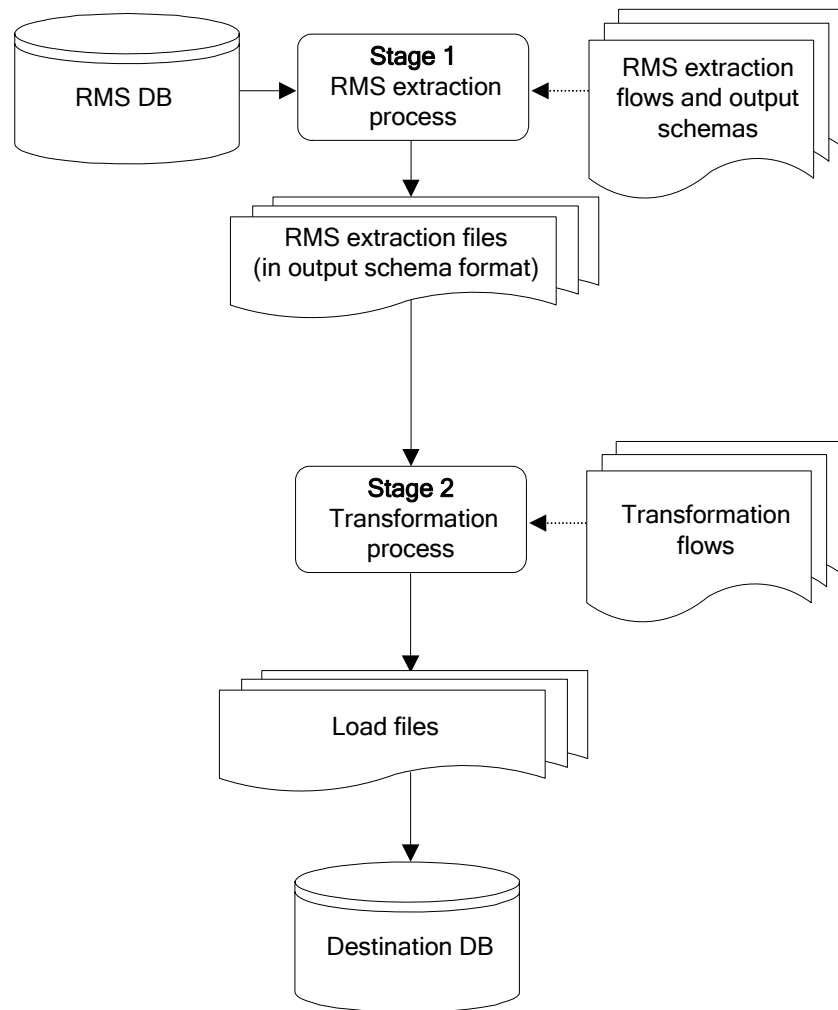 RMS DB
Stage 1
RMS extraction
process
RMS extraction
flows and output
schemas
RMS extraction files
(in output schema format)
Stage 2
Transformation
process
Transformation
flows
Load files
Destination DB